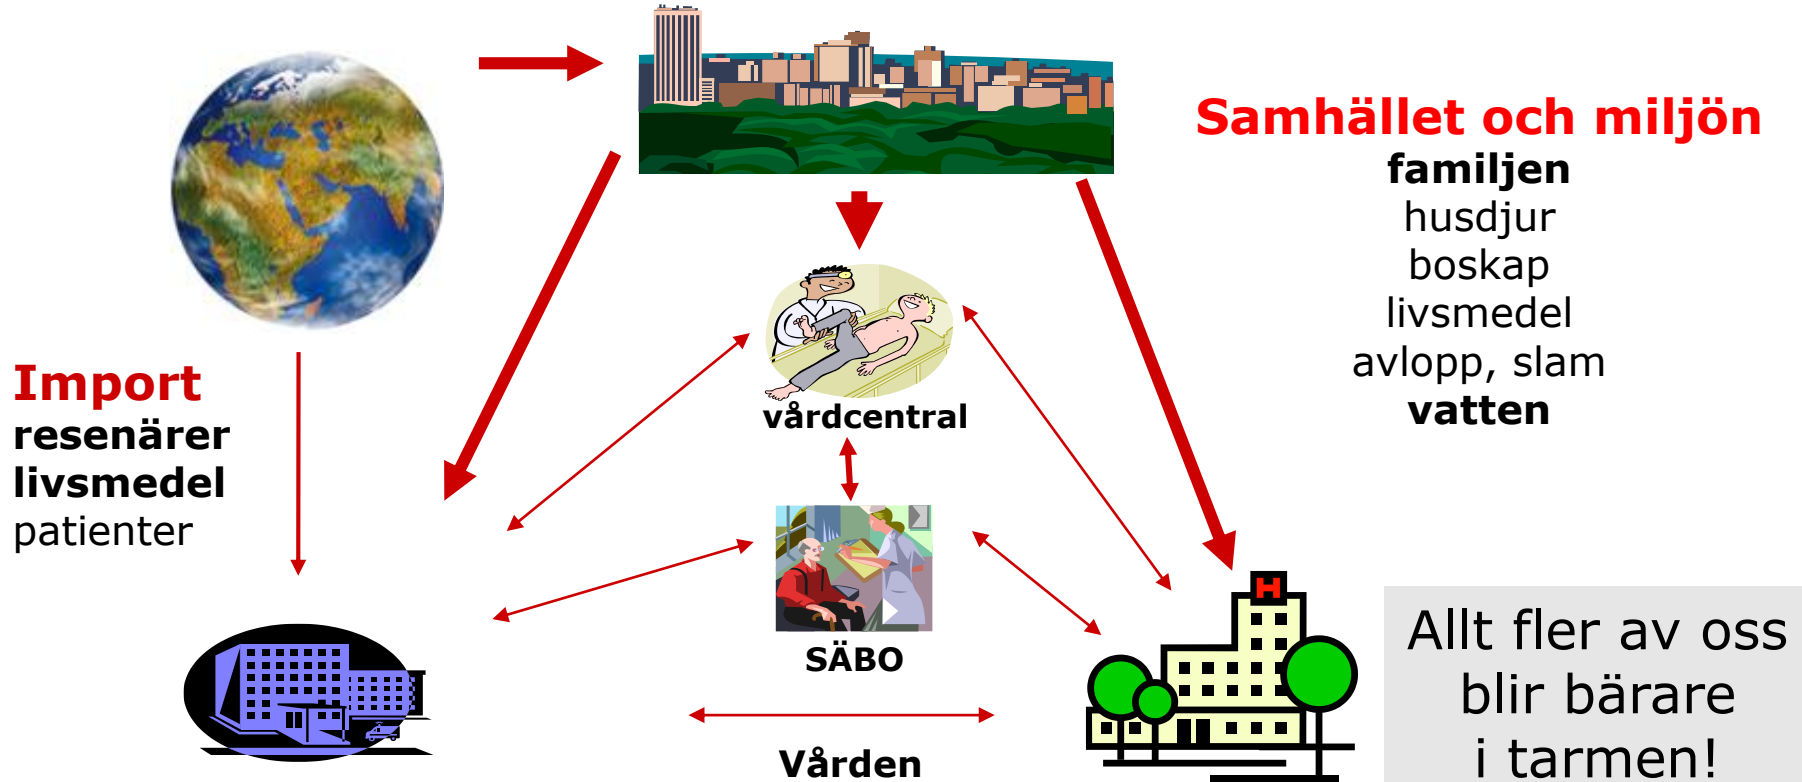 Samhället och miljön
familjen
husdjur
boskap
livsmedel
avlopp, slam
vatten
Import
resenärer
livsmedel
patienter
vårdcentral
SÄBO
H
Vården
Allt fler av oss
blir bärare
i tarmen!